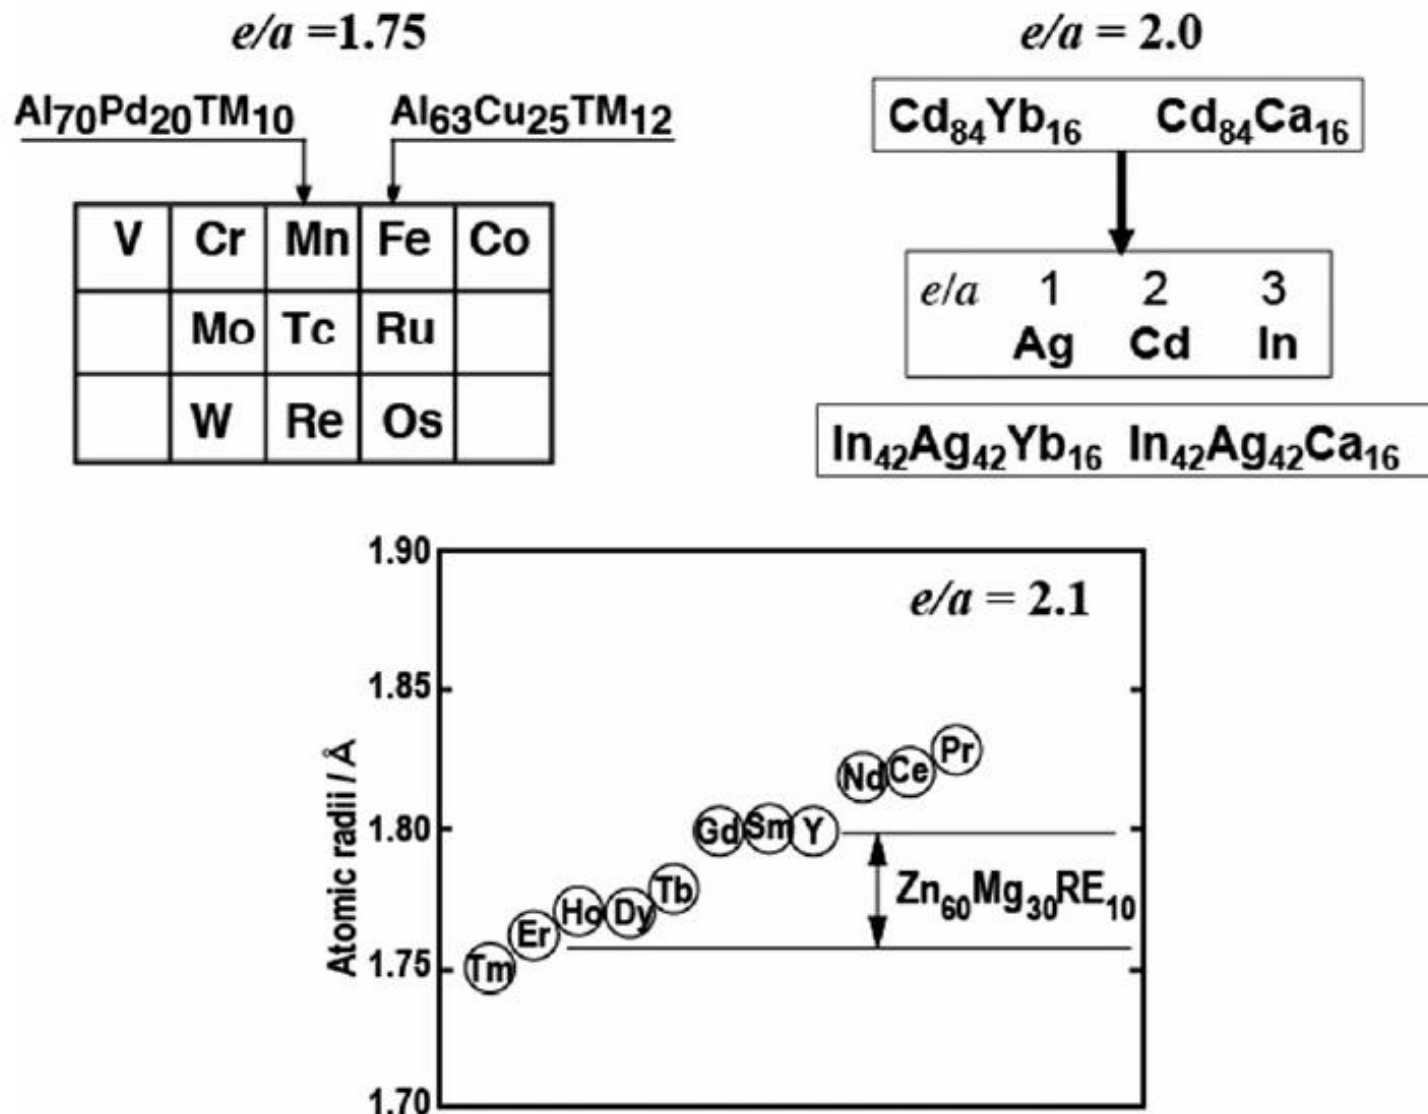 e/a =1.75
Al70Pd20TM10
Al63Cu25TM12
V Cr Mn Fe Co
Mo Tc Ru
W Re Os
e/a = 2.0
Cd84Yb16 Cd84Ca16
e/a 1 2 3
Ag Cd In
In42Ag42Yb16 In42Ag42Ca16
1.90
1.85
1.80
1.75
1.70
Atomic radii / Å
e/a = 2.1
Tm
Er
Ho
Dy
Tb
Gd
Sm
Y
Nd
Ce
Pr
Zn60Mg30RE10